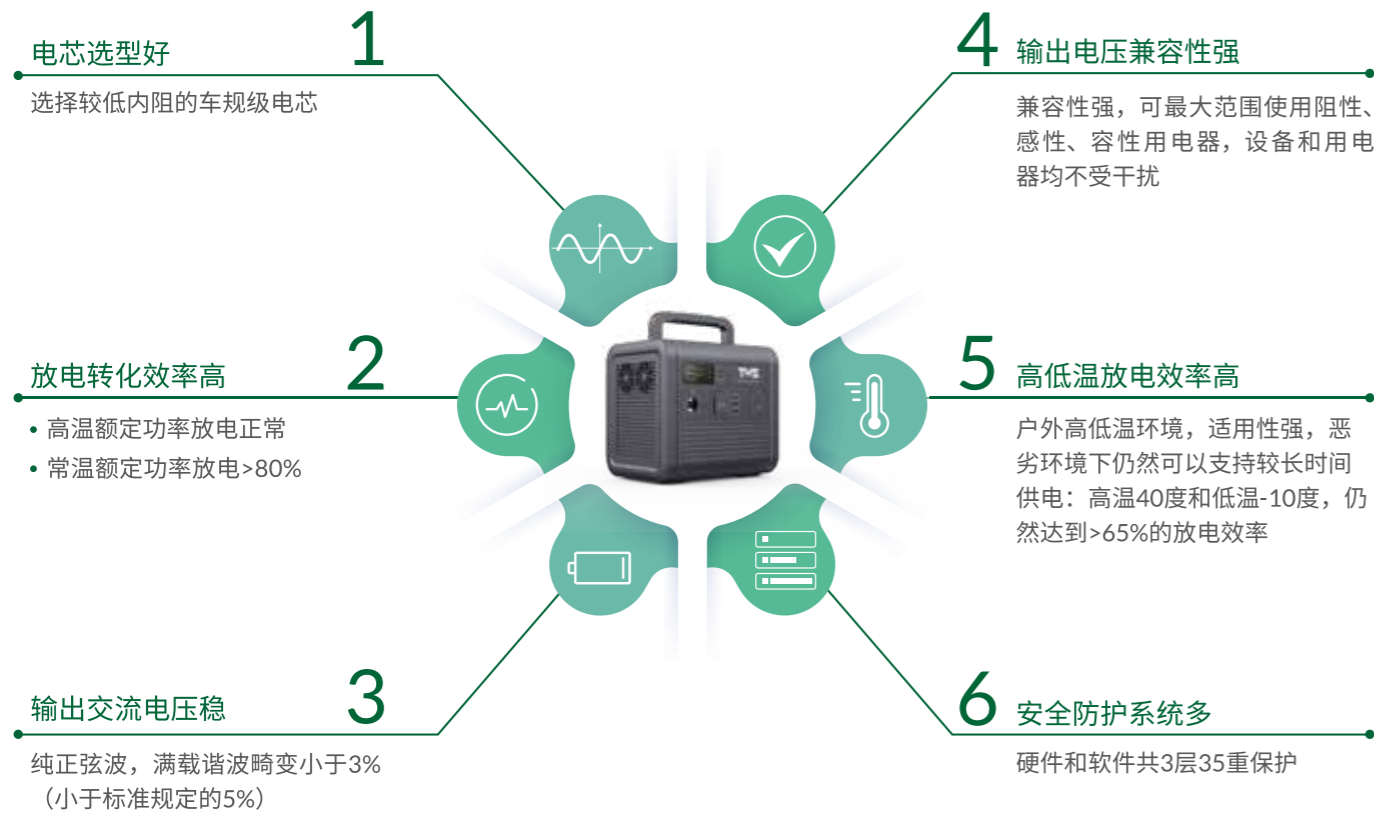 电芯选型好
1
选择较低内阻的车规级电芯
放电转化效率高
2
• 高温额定功率放电正常
• 常温额定功率放电>80%
输出交流电压稳
3
纯正弦波，满载谐波畸变小于3%
（小于标准规定的5%）
4
输出电压兼容性强
兼容性强，可最大范围使用阻性、
感性、容性用电器，设备和用电
器均不受干扰
5
高低温放电效率高
户外高低温环境，适用性强，恶
劣环境下仍然可以支持较长时间
供电：高温40度和低温-10度，仍
然达到>65%的放电效率
6
安全防护系统多
硬件和软件共3层35重保护